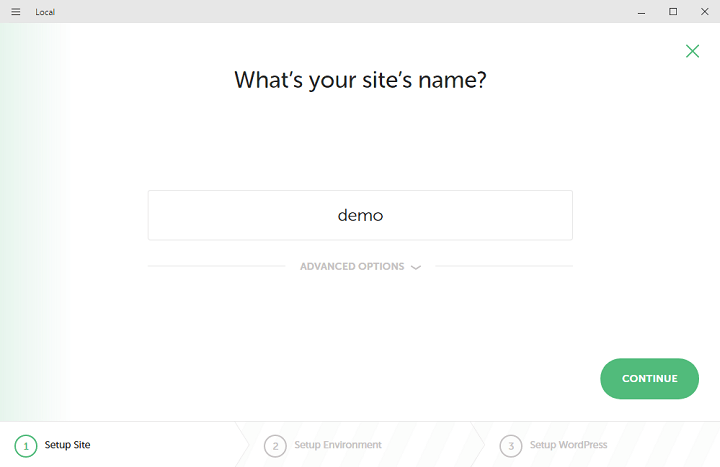 Local
What's your site's name?
demo
ADVANCED OPTIONS
CONTINUE
1 Setup Site
2 Setup Environment
3 Setup WordPress